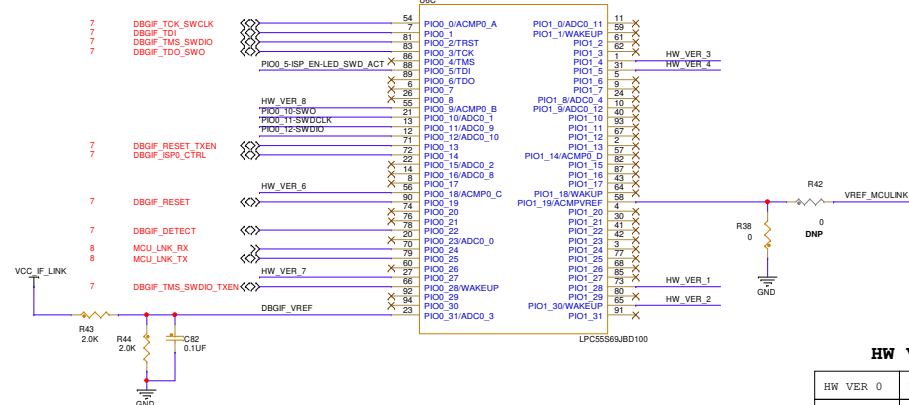 U6C
7 DBGIF_TCK_SWCLK 54 PIO0_0/ACMP0_A PIO1_0/ADC0_11 11
7 DBGIF_TDI 7 PIO0_1 PIO1_1/WAKEUP 59
7 DBGIF_TMS_SWDIO 81 PIO0_2/TRST PIO1_2 61
7 DBGIF_TDO_SWO 83 PIO0_3/TCK PIO1_3 62
86 PIO0_4/TMS PIO1_4 1 HW_VER_3
PIO0_5-ISP_EN-LED_SWD_ACT 88 PIO0_5/TDI PIO1_5 31 HW_VER_4
89 PIO0_6/TDO PIO1_6 5
6 PIO0_7 PIO1_7 9
26 PIO0_8 PIO1_8/ADC0_4 24
HW_VER_8 55 PIO0_9/ACMP0_B PIO1_9/ADC0_12 10
PIO0_10-SWO 21 PIO0_10/ADC0_1 PIO1_10 40
PIO0_11-SWDCLK 13 PIO0_11/ADC0_9 PIO1_11 93
PIO0_12-SWDIO 12 PIO0_12/ADC0_10 PIO1_12 67
7 DBGIF_RESET_TXEN 71 PIO0_13 PIO1_13 2
7 DBGIF_ISP0_CTRL 72 PIO0_14 PIO1_14/ACMP0_D 57
22 PIO0_15/ADC0_2 PIO1_15 82
14 PIO0_16/ADC0_8 PIO1_16 87
8 PIO0_17 PIO1_17 43
HW_VER_6 56 PIO0_18/ACMP0_C PIO1_18/WAKUP 64
7 DBGIF_RESET 90 PIO0_19 PIO1_19/ACMPVREF 58
R42 0 DNP VREF_MCULINK
74 PIO0_20 PIO1_20 4
76 PIO0_21 PIO1_21 30
7 DBGIF_DETECT 78 PIO0_22 PIO1_22 41
R38 0 GND
20 PIO0_23/ADC0_0 PIO1_23 42
8 MCU_LNK_RX 70 PIO0_24 PIO1_24 3
8 MCU_LNK_TX 79 PIO0_25 PIO1_25 77
60 PIO0_26 PIO1_26 68
HW_VER_7 27 PIO0_27 PIO1_27 85
7 DBGIF_TMS_SWDIO_TXEN 66 PIO0_28/WAKEUP PIO1_28 73 HW_VER_1
92 PIO0_29 PIO1_29 80
94 PIO0_30 PIO1_30/WAKEUP 65 HW_VER_2
DBGIF_VREF 23 PIO0_31/ADC0_3 PIO1_31 91
VCC_IF_LINK
R43
2.0K
R44
2.0K
C82
0.1UF
GND
LPC55S69JBD100
HW
HW VER 0